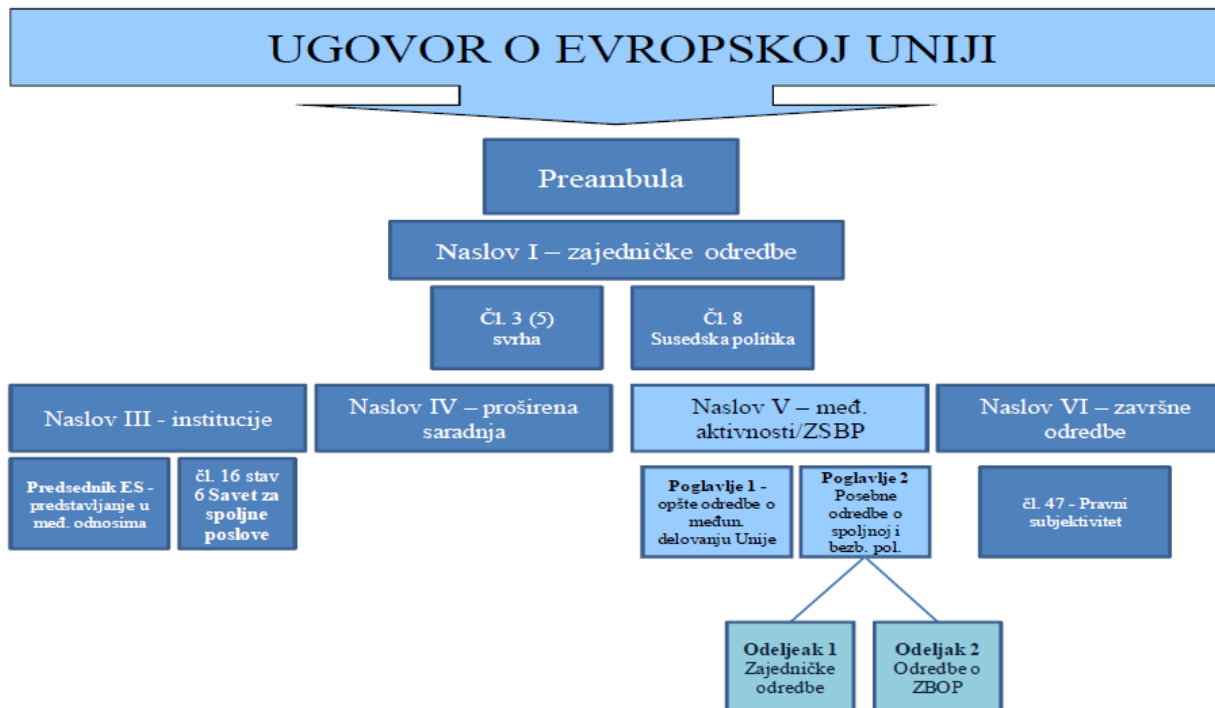 UGOVOR O EVROPSKOJ UNIJI
Preambula
Naslov I – zajedničke odredbe
Čl. 3 (5)
svrha
Čl. 8
Susedska politika
Naslov III - institucije
Naslov IV – proširena
saradnja
Naslov V – međ.
aktivnosti/ZSBP
Naslov VI – završne
odredbe
Predsednik ES -
predstavljanje u
međ. odnosima
čl. 16 stav
6 Savet za
spoljne
poslove
Poglavlje 1 -
opšte odredbe o
međun.
delovanju Unije
Poglavlje 2
Posebne
odredbe o
spoljnoj i
bezb. pol.
čl. 47 - Pravni
subjektivitet
Odeljeak 1
Zajedničke
odredbe
Odeljak 2
Odredbe o
ZBOP